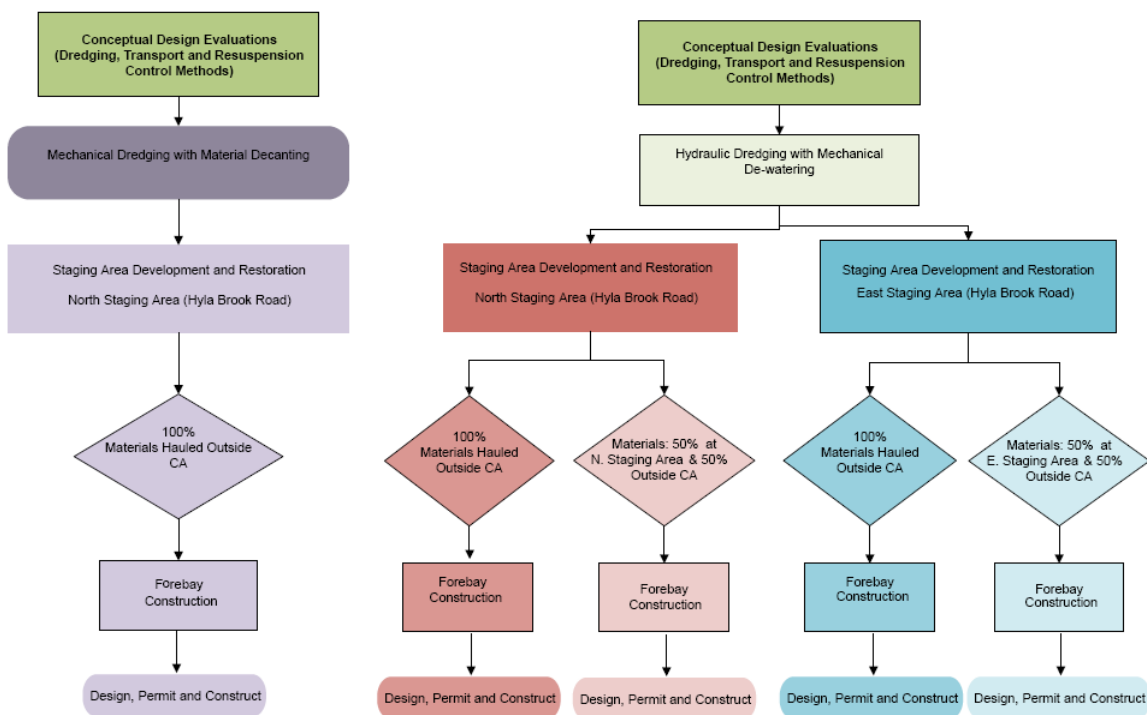 Conceptual Design Evaluations
(Dredging, Transport and Resuspension
Control Methods)
Mechanical Dredging with Material Decanting
Staging Area Development and Restoration
North Staging Area (Hyla Brook Road)
100%
Materials Hauled Outside
CA
Forebay
Construction
Design, Permit and Construct
Conceptual Design Evaluations
(Dredging, Transport and Resuspension
Control Methods)
Hydraulic Dredging with Mechanical
De-watering
Staging Area Development and Restoration
North Staging Area (Hyla Brook Road)
100%
Materials Hauled
Outside CA
Forebay
Construction
Design, Permit and Construct
Materials: 50% at
N. Staging Area & 50%
Outside CA
Forebay
Construction
Design, Permit and Construct
Staging Area Development and Restoration
East Staging Area (Hyla Brook Road)
100%
Materials Hauled
Outside CA
Forebay
Construction
Design, Permit and Construct
Materials: 50% at
E. Staging Area & 50%
Outside CA
Forebay
Construction
Design, Permit and Construct